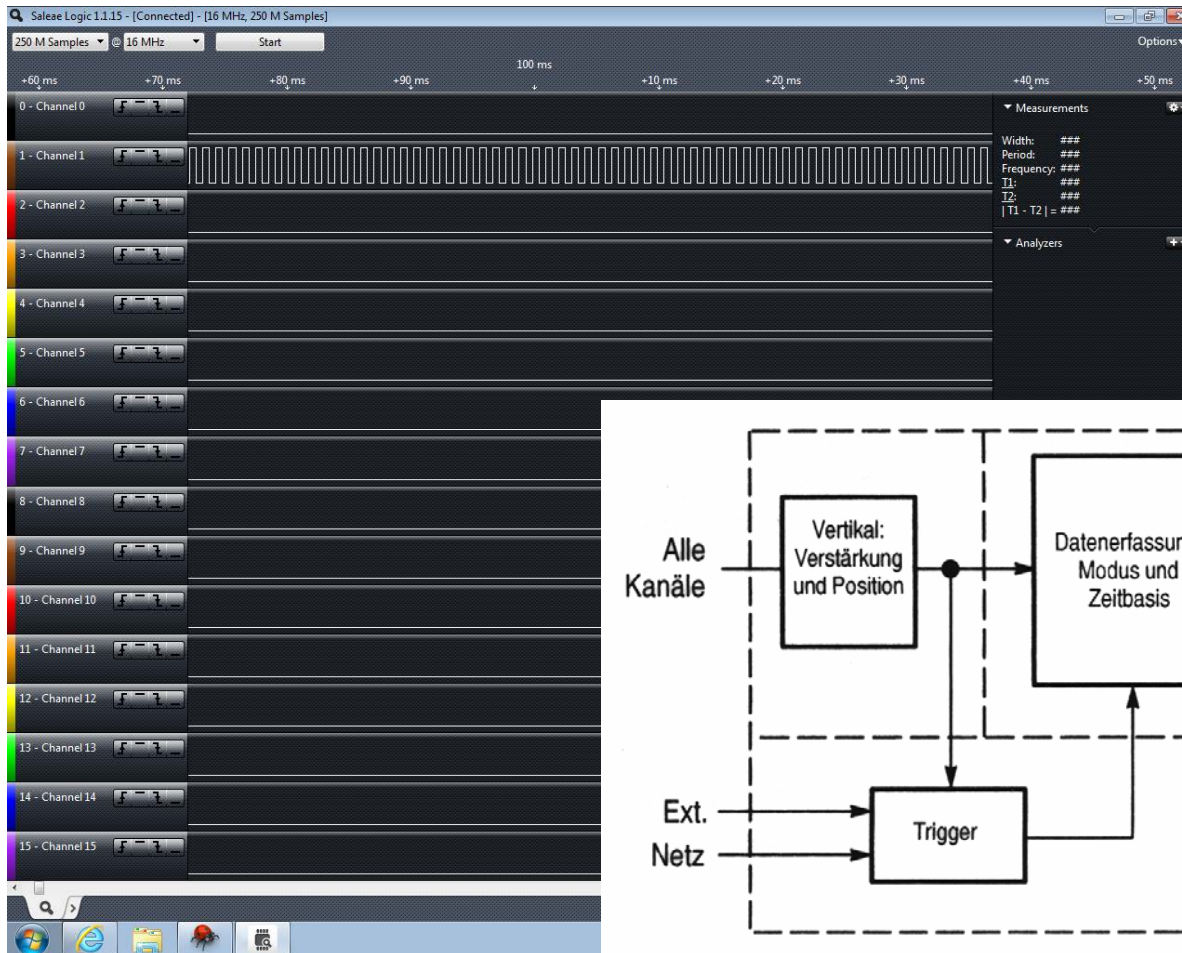 Saleae Logic 1.1.15 - [Connected] - [16 MHz, 250 M Samples]
250 M Samples @ 16 MHz Start Options
100 ms
+60 ms +70 ms +80 ms +90 ms +10 ms +20 ms +30 ms +40 ms +50 ms
0 - Channel 0
1 - Channel 1
2 - Channel 2
3 - Channel 3
4 - Channel 4
5 - Channel 5
6 - Channel 6
7 - Channel 7
8 - Channel 8
9 - Channel 9
10 - Channel 10
11 - Channel 11
12 - Channel 12
13 - Channel 13
14 - Channel 14
15 - Channel 15
Measurements
Width: ###
Period: ###
Frequency: ###
T1: ###
T2: ###
| T1 - T2 | = ###
Analyzers
Alle
Kanäle
Vertikal:
Verstärkung
und Position
Datenerfassun
Modus und
Zeitbasis
Ext.
Netz
Trigger